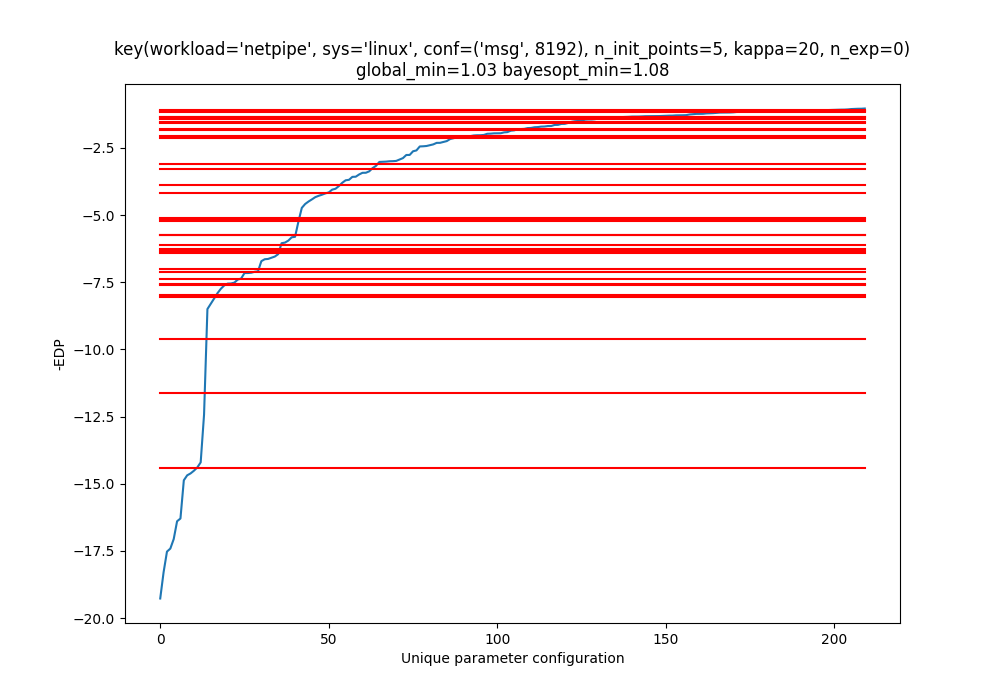 key(workload='netpipe', sys='linux', conf=('msg', 8192), n_init_points=5, kappa=20, n_exp=0)
global_min=1.03 bayesopt_min=1.08
−2.5
−5.0
−7.5
−10.0
−12.5
−15.0
−17.5
−20.0
-EDP
0 50 100 150 200
Unique parameter configuration